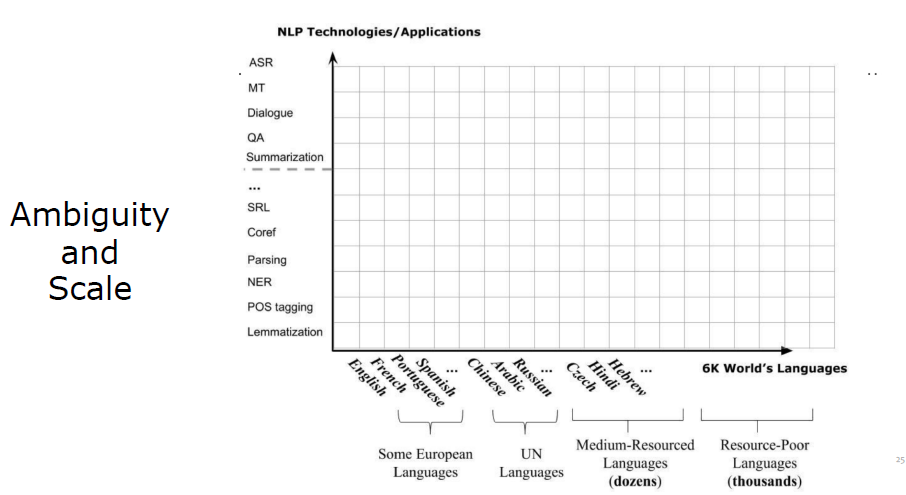 NLP Technologies/Applications
ASR
MT
Dialogue
QA
Summarization
...
SRL
Coref
Parsing
NER
POS tagging
Lemmatization
Ambiguity
and
Scale
English
French
Portuguese
Spanish
...
Chinese
Arabic
Russian
...
Czech
Hindi
Hebrew
...
6K World's Languages
Some European
Languages
UN
Languages
Medium-Resourced
Languages
(dozens)
Resource-Poor
Languages
(thousands)
25